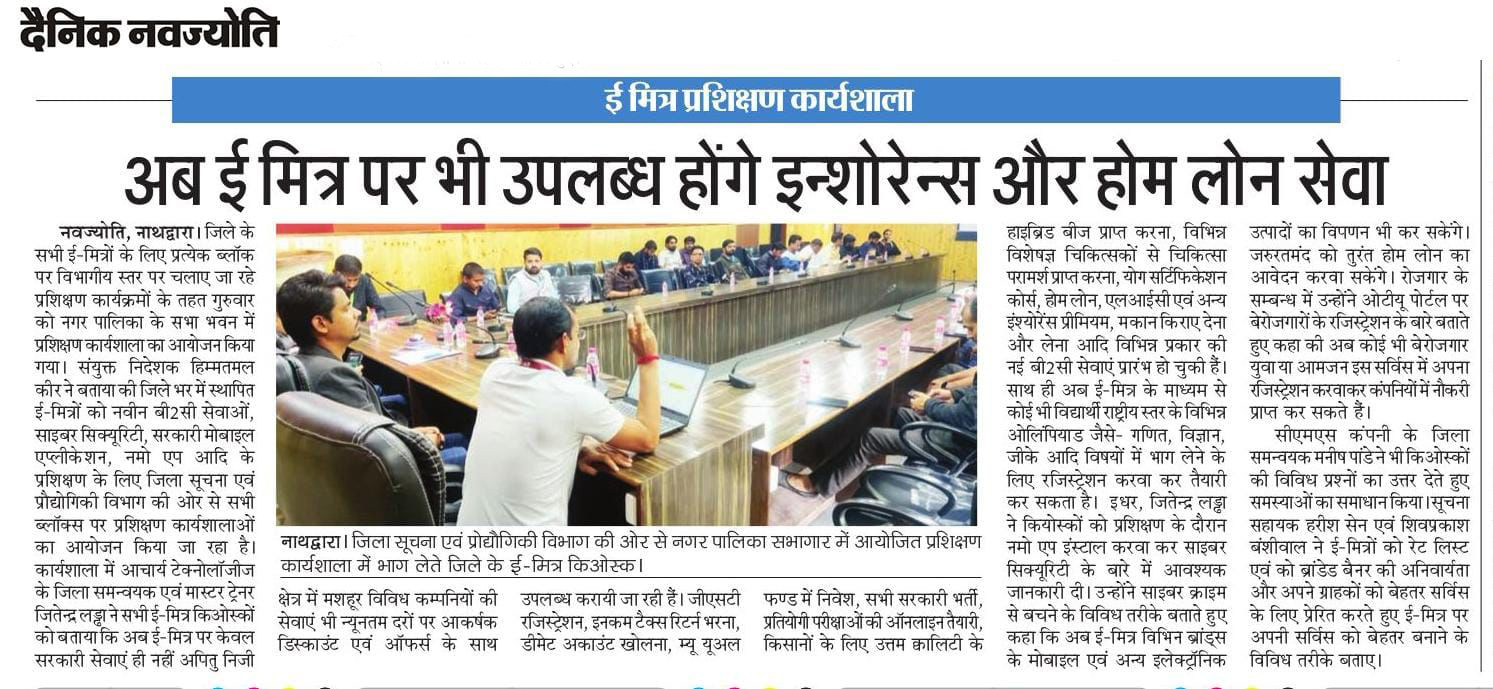 दैनिक नवज्योति
ई मित्र प्रशिक्षण कार्यशाला
अब ई मित्र पर भी उपलब्ध होंगे इन्शोरेन्स और होम लोन सेवा
नवज्योति, नाथद्वारा। जिले के
सभी ई-मित्रों के लिए प्रत्येक ब्लॉक
पर विभागीय स्तर पर चलाए जा रहे
प्रशिक्षण कार्यक्रमों के तहत गुरुवार
को नगर पालिका के सभा भवन में
प्रशिक्षण कार्यशाला का आयोजन किया
गया। संयुक्त निदेशक हिम्मतमल
कीर ने बताया की जिले भर में स्थापित
ई-मित्रों को नवीन बी2सी सेवाओं,
साइबर सिक्यूरिटी, सरकारी मोबाइल
एप्लीकेशन, नमो एप आदि के
प्रशिक्षण के लिए जिला सूचना एवं
प्रौद्योगिकी विभाग की ओर से सभी
ब्लॉक्स पर प्रशिक्षण कार्यशालाओं
का आयोजन किया जा रहा है।
कार्यशाला में आचार्य टेक्नोलॉजीज
के जिला समन्वयक एवं मास्टर ट्रेनर
जितेन्द्र लड्ढा ने सभी ई-मित्र किओस्कों
को बताया कि अब ई-मित्र पर केवल
सरकारी सेवाएं ही नहीं अपितु निजी
नाथद्वारा। जिला सूचना एवं प्रोद्यौगिकी विभाग की ओर से नगर पालिका सभागार में आयोजित प्रशिक्षण
कार्यशाला में भाग लेते जिले के ई-मित्र किओस्क।
क्षेत्र में मशहूर विविध कम्पनियों की
सेवाएं भी न्यूनतम दरों पर आकर्षक
डिस्काउंट एवं ऑफर्स के साथ
उपलब्ध करायी जा रही हैं। जीएसटी
रजिस्ट्रेशन, इनकम टैक्स रिटर्न भरना,
डीमेट अकाउंट खोलना, म्यू यूअल
फण्ड में निवेश, सभी सरकारी भर्ती,
प्रतियोगी परीक्षाओं की ऑनलाइन तैयारी,
किसानों के लिए उत्तम क्वालिटी के
हाइब्रिड बीज प्राप्त करना, विभिन्न
विशेषज्ञ चिकित्सकों से चिकित्सा
परामर्श प्राप्त करना, योग सर्टिफिकेशन
कोर्स, होम लोन, एलआईसी एवं अन्य
इंश्योरेंस प्रीमियम, मकान किराए देना
और लेना आदि विभिन्न प्रकार की
नई बी2सी सेवाएं प्रारंभ हो चुकी हैं।
साथ ही अब ई-मित्र के माध्यम से
कोई भी विद्यार्थी राष्ट्रीय स्तर के विभिन्न
ओलिंपियाड जैसे- गणित, विज्ञान,
जीके आदि विषयों में भाग लेने के
लिए रजिस्ट्रेशन करवा कर तैयारी
कर सकता है। इधर, जितेन्द्र लड्ढा
ने कियोस्कों को प्रशिक्षण के दौरान
नमो एप इंस्टाल करवा कर साइबर
सिक्यूरिटी के बारे में आवश्यक
जानकारी दी। उन्होंने साइबर क्राइम
से बचने के विविध तरीके बताते हुए
कहा कि अब ई-मित्र विभिन ब्रांड्स
के मोबाइल एवं अन्य इलेक्ट्रॉनिक
उत्पादों का विपणन भी कर सकेंगे।
जरुरतमंद को तुरंत होम लोन का
आवेदन करवा सकेंगे। रोजगार के
सम्बन्ध में उन्होंने ओटीयू पोर्टल पर
बेरोजगारों के रजिस्ट्रेशन के बारे बताते
हुए कहा की अब कोई भी बेरोजगार
युवा या आमजन इस सर्विस में अपना
रजिस्ट्रेशन करवाकर कंपनियों में नौकरी
प्राप्त कर सकते हैं।
सीएमएस कंपनी के जिला
समन्वयक मनीष पांडे ने भी किओस्कों
की विविध प्रश्नों का उत्तर देते हुए
समस्याओं का समाधान किया। सूचना
सहायक हरीश सेन एवं शिवप्रकाश
बंशीवाल ने ई-मित्रों को रेट लिस्ट
एवं को ब्रांडेड बैनर की अनिवार्यता
और अपने ग्राहकों को बेहतर सर्विस
के लिए प्रेरित करते हुए ई-मित्र पर
अपनी सर्विस को बेहतर बनाने के
विविध तरीके बताए।